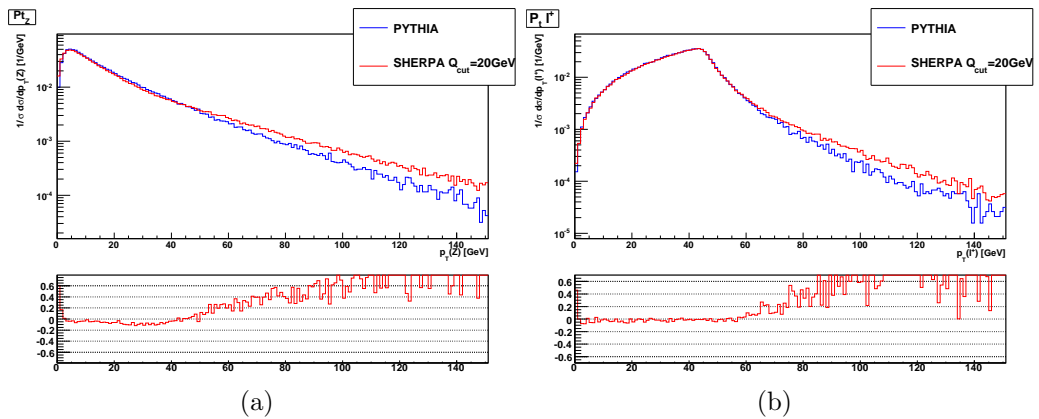 Pt_Z
PYTHIA
SHERPA Q_cut=20GeV
1/σ dσ/dp_T(Z) [1/GeV]
10^-2
10^-3
10^-4
0 20 40 60 80 100 120 140
p_T(Z) [GeV]
0.6
0.4
0.2
0
-0.2
-0.4
-0.6
0 20 40 60 80 100 120 140
(a)
P_t l^+
PYTHIA
SHERPA Q_cut=20GeV
1/σ dσ/dp_T(l^+) [1/GeV]
10^-2
10^-3
10^-4
10^-5
0 20 40 60 80 100 120 140
p_T(l^+) [GeV]
0.6
0.4
0.2
0
-0.2
-0.4
-0.6
0 20 40 60 80 100 120 140
(b)